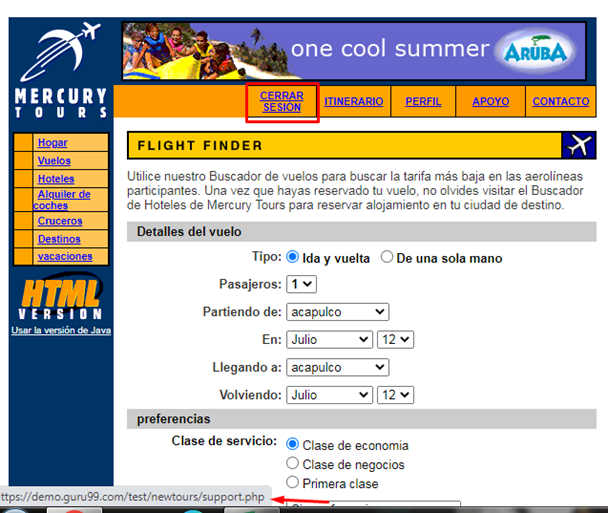 one cool summer ARUBA
MERCURY
TOURS
CERRAR SESIÓN ITINERARIO PERFIL APOYO CONTACTO
Hogar
Vuelos
Hoteles
Alquiler de
coches
Cruceros
Destinos
vacaciones
HTML
VERSION
Usar la versión de Java
FLIGHT FINDER
Utilice nuestro Buscador de vuelos para buscar la tarifa más baja en las aerolíneas
participantes. Una vez que hayas reservado tu vuelo, no olvides visitar el Buscador
de Hoteles de Mercury Tours para reservar alojamiento en tu ciudad de destino.
Detalles del vuelo
Tipo: Ida y vuelta De una sola mano
Pasajeros: 1
Partiendo de: acapulco
En: Julio 12
Llegando a: acapulco
Volviendo: Julio 12
preferencias
Clase de servicio: Clase de economia
Clase de negocios
Primera clase
ttps://demo.guru99.com/test/newtours/support.php